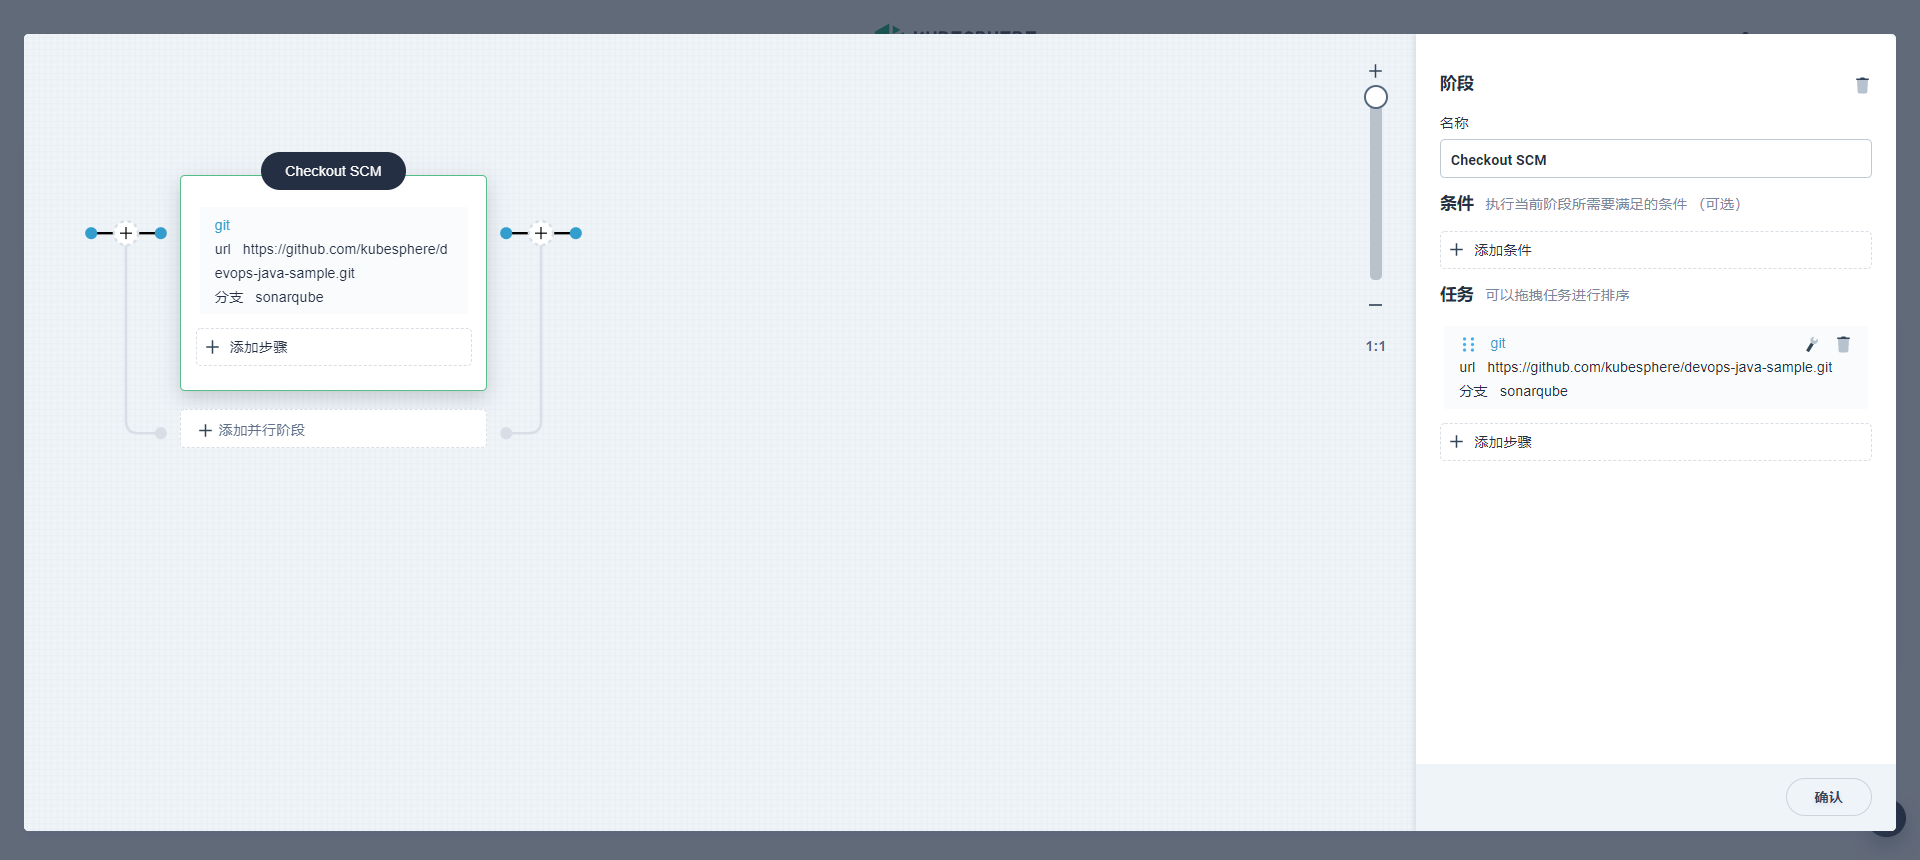 Checkout SCM
git
url https://github.com/kubesphere/d
evops-java-sample.git
分支 sonarqube
添加步骤
添加并行阶段
1:1
阶段
名称
Checkout SCM
条件 执行当前阶段所需要满足的条件 （可选）
添加条件
任务 可以拖拽任务进行排序
git
url https://github.com/kubesphere/devops-java-sample.git
分支 sonarqube
添加步骤
确认